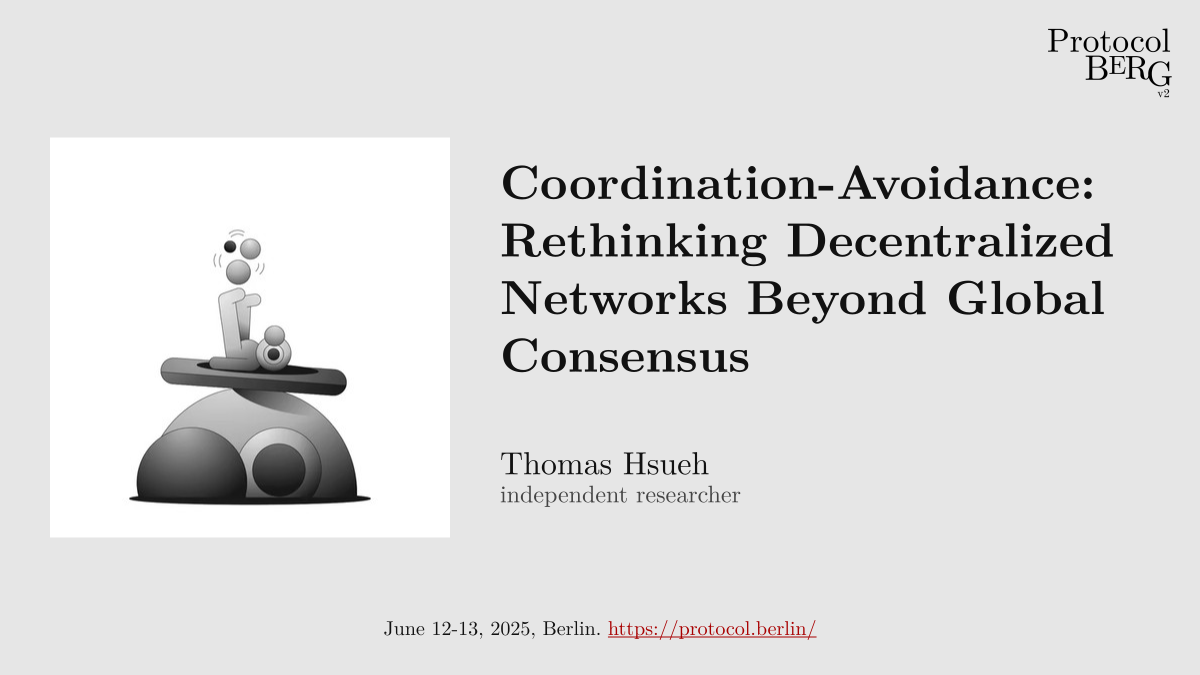 Protocol
BERG
v2
Coordination-Avoidance:
Rethinking Decentralized
Networks Beyond Global
Consensus
Thomas Hsueh
independent researcher
June 12-13, 2025, Berlin. https://protocol.berlin/